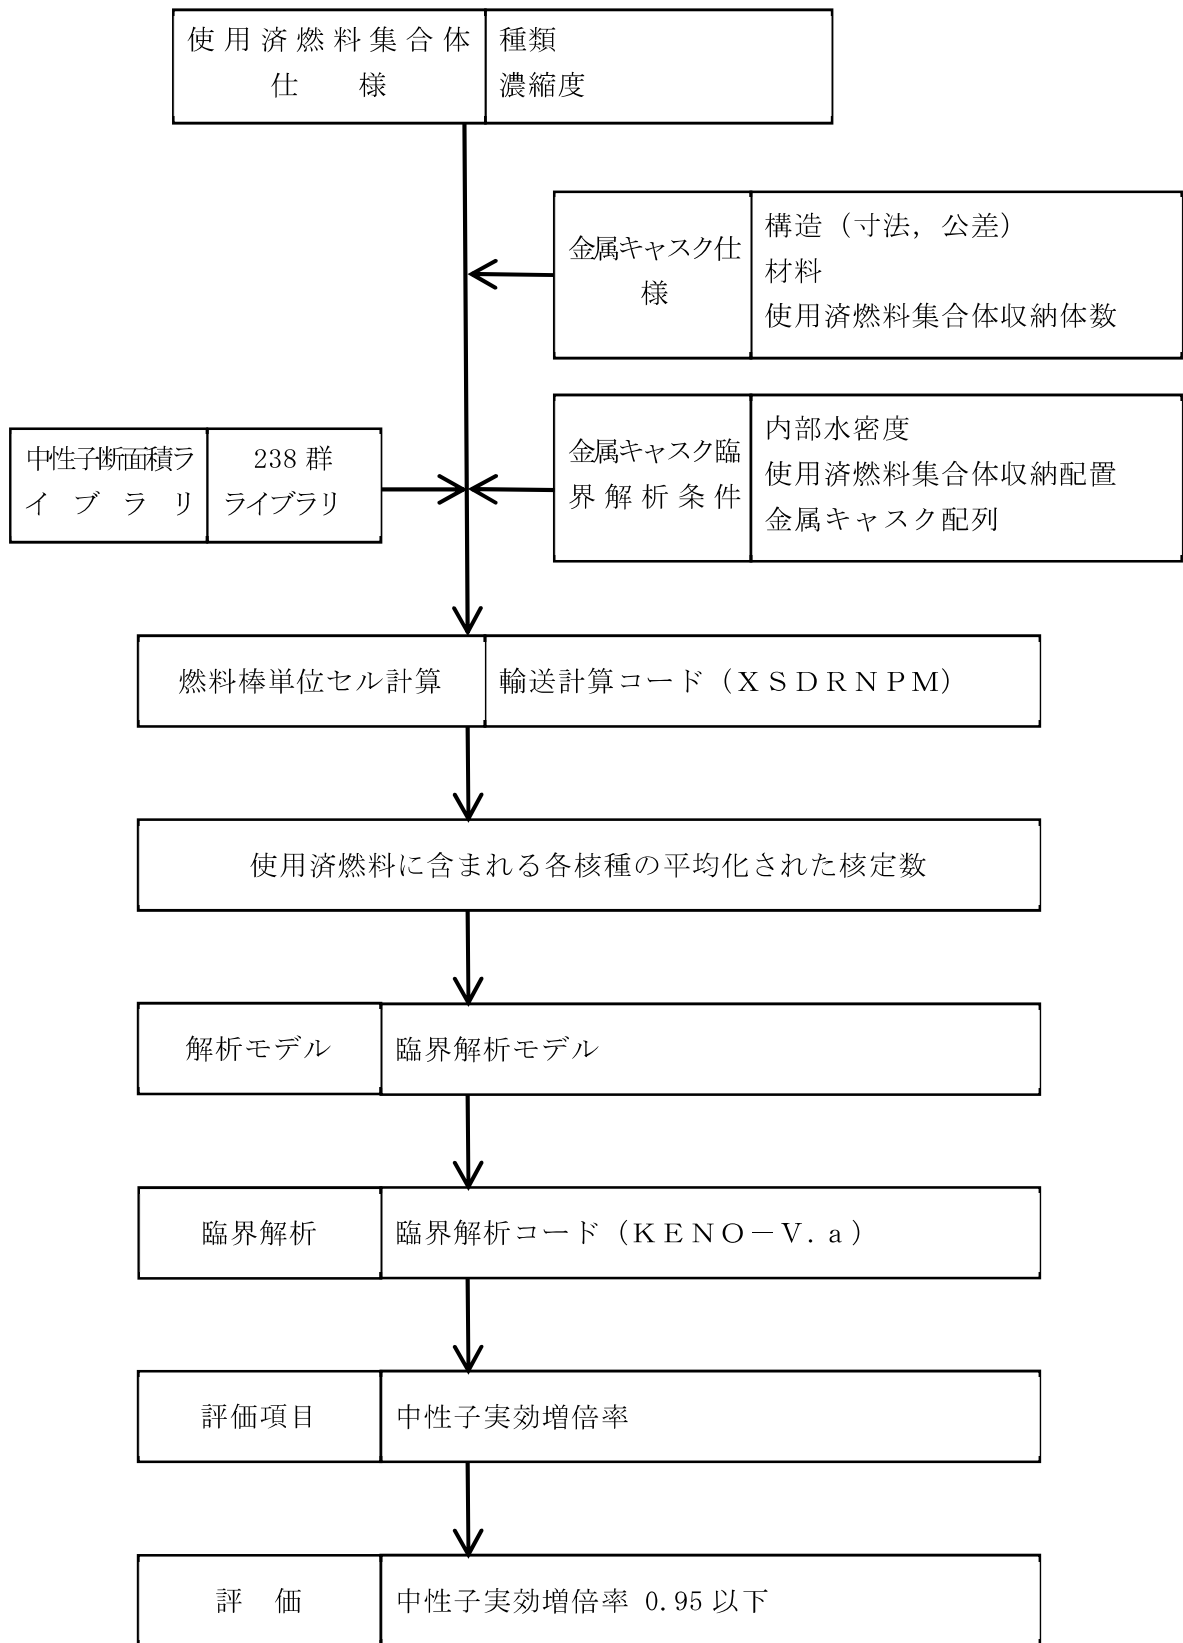 使用済燃料集合体
仕　様
種類
濃縮度
金属キャスク仕
様
構造（寸法，公差）
材料
使用済燃料集合体収納体数
中性子断面積ラ
イブラリ
238 群
ライブラリ
金属キャスク臨
界解析条件
内部水密度
使用済燃料集合体収納配置
金属キャスク配列
燃料棒単位セル計算
輸送計算コード（ＸＳＤＲＮＰＭ）
使用済燃料に含まれる各核種の平均化された核定数
解析モデル
臨界解析モデル
臨界解析
臨界解析コード（ＫＥＮＯ－Ｖ．ａ）
評価項目
中性子実効増倍率
評　価
中性子実効増倍率 0.95 以下